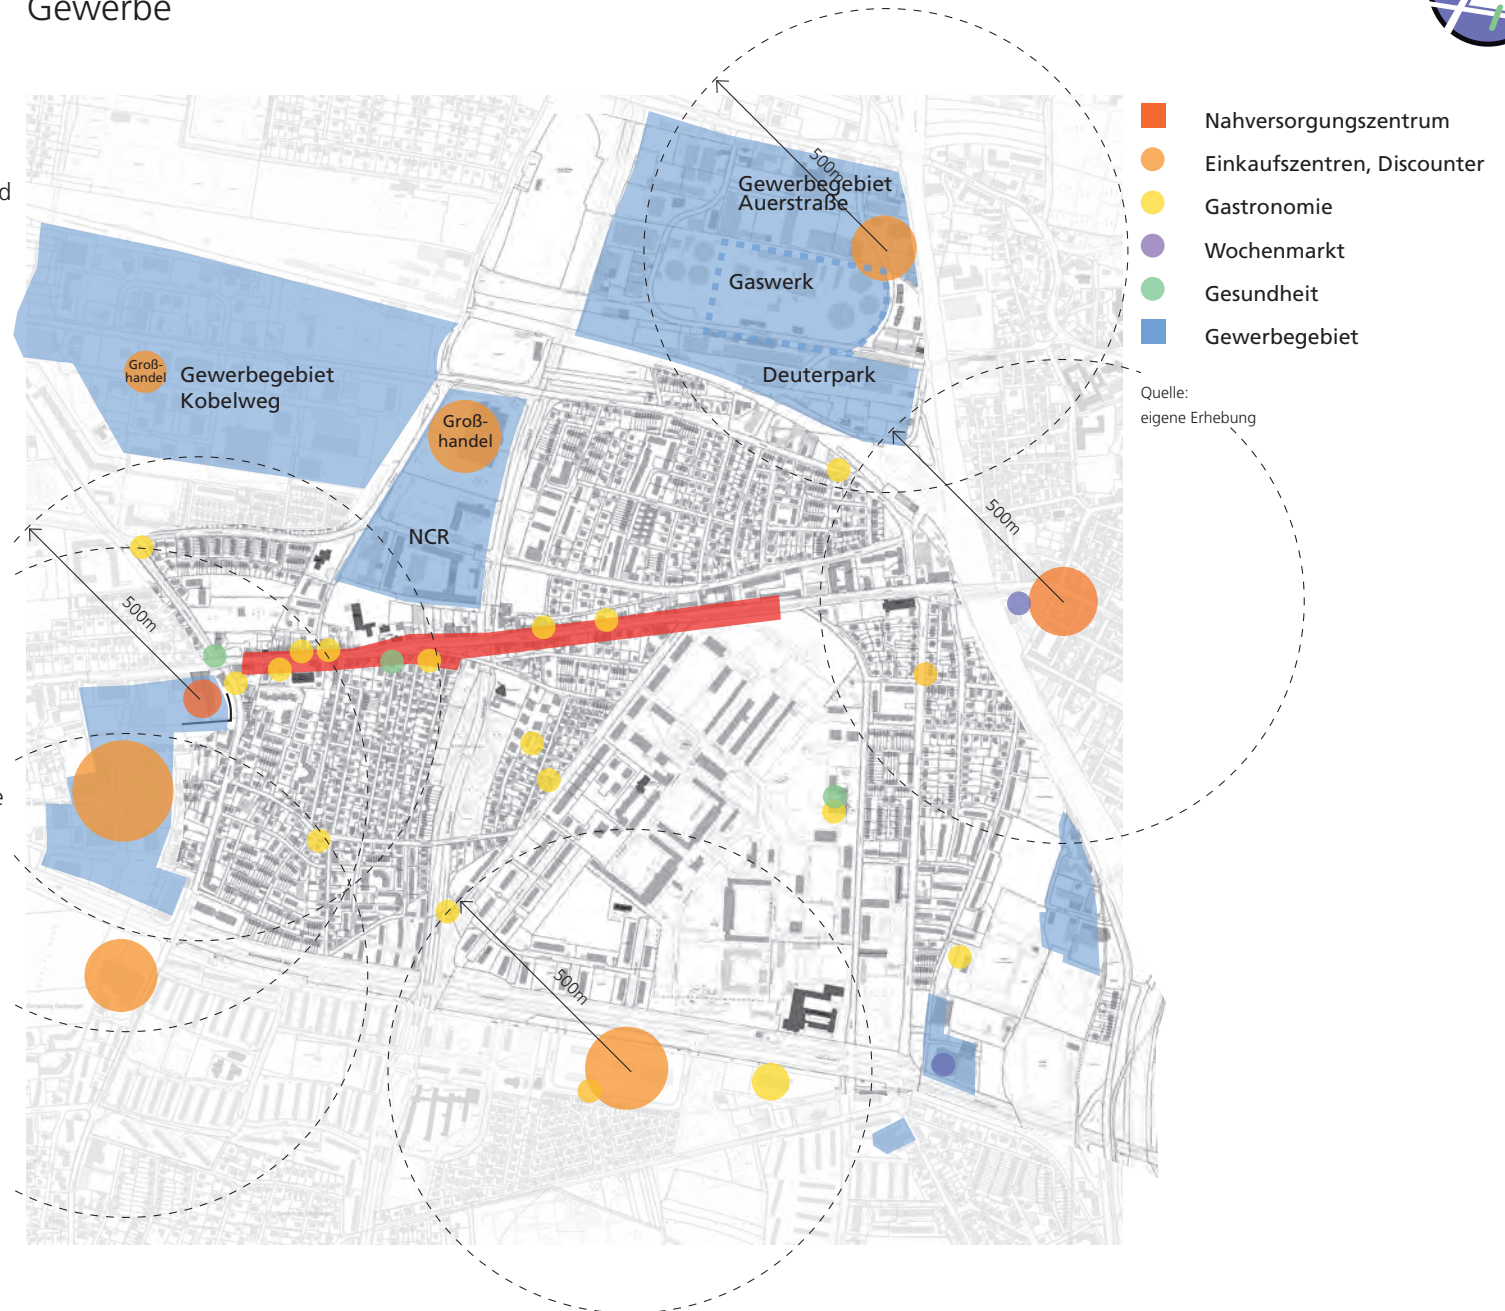 Gewerbe
d
Nahversorgungszentrum
Einkaufszentren, Discounter
Gastronomie
Wochenmarkt
Gesundheit
Gewerbegebiet
Quelle:
eigene Erhebung
500m
Gewerbegebiet
Auerstraße
Gaswerk
Deuterpark
Groß-
handel
Gewerbegebiet
Kobelweg
Groß-
handel
NCR
500m
500m
e
500m